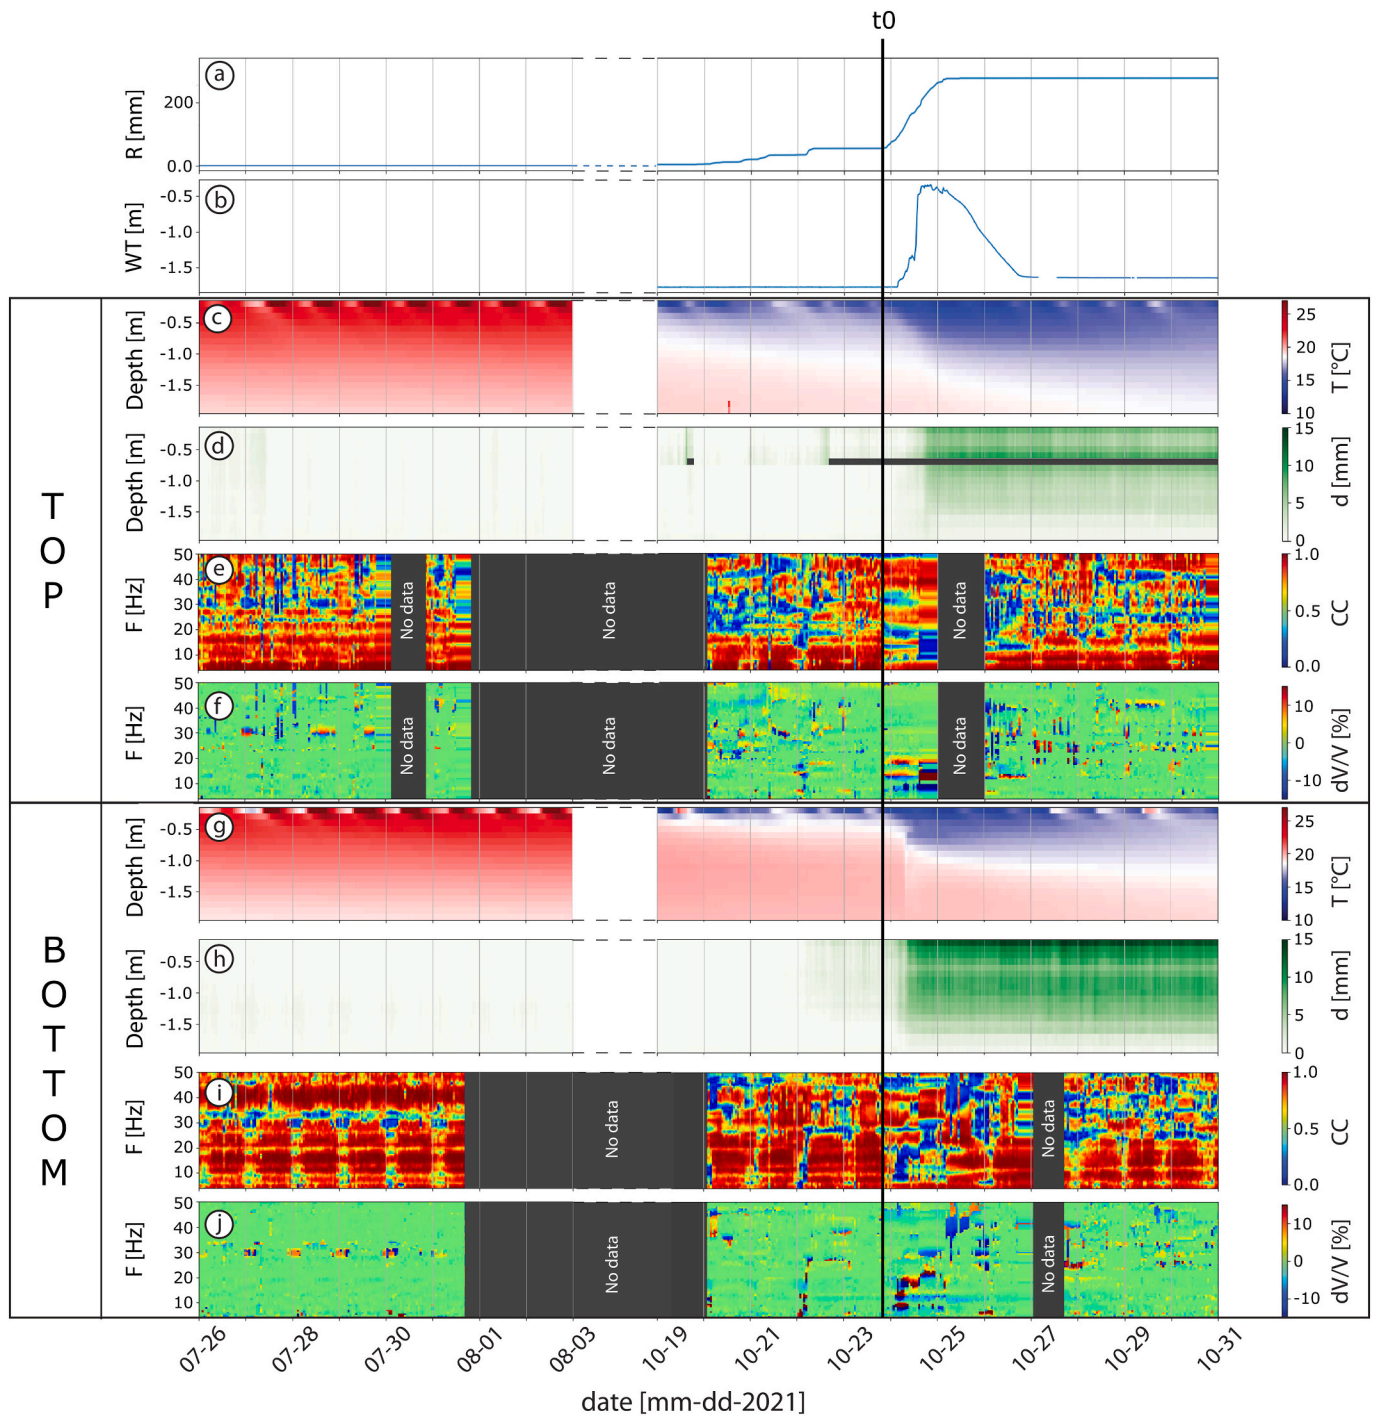 t0
a
R [mm]
200
0.0
b
WT [m]
-0.5
-1.0
-1.5
TOP
c
Depth [m]
-0.5
-1.0
-1.5
25
20
15
10
T [°C]
d
Depth [m]
-0.5
-1.0
-1.5
15
10
5
0
d [mm]
e
F [Hz]
50
40
30
20
10
No data
No data
No data
1.0
0.5
0.0
CC
f
F [Hz]
50
40
30
20
10
No data
No data
No data
10
0
-10
dV/V [%]
BOTTOM
g
Depth [m]
-0.5
-1.0
-1.5
25
20
15
10
T [°C]
h
Depth [m]
-0.5
-1.0
-1.5
15
10
5
0
d [mm]
i
F [Hz]
50
40
30
20
10
No data
No data
1.0
0.5
0.0
CC
j
F [Hz]
50
40
30
20
10
No data
No data
10
0
-10
dV/V [%]
07-26 07-28 07-30 08-01 08-03 10-19 10-21 10-23 10-25 10-27 10-29 10-31
date [mm-dd-2021]